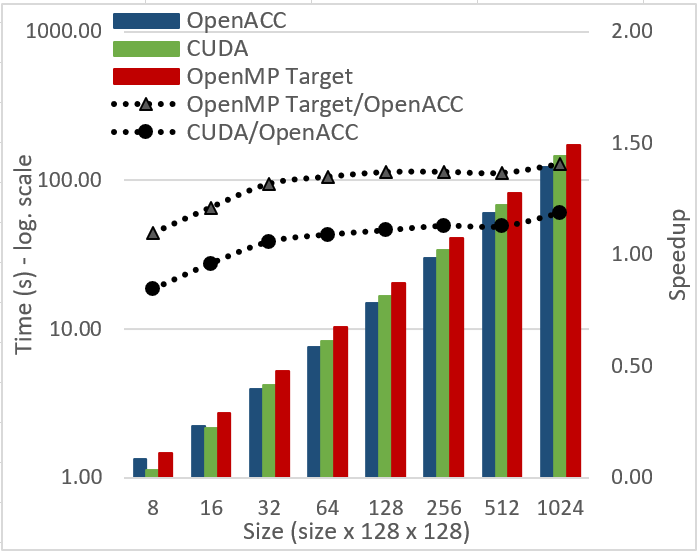 OpenACC
CUDA
OpenMP Target
OpenMP Target/OpenACC
CUDA/OpenACC
1000.00
100.00
10.00
1.00
Time (s) - log. scale
2.00
1.50
1.00
0.50
0.00
Speedup
8 16 32 64 128 256 512 1024
Size (size x 128 x 128)